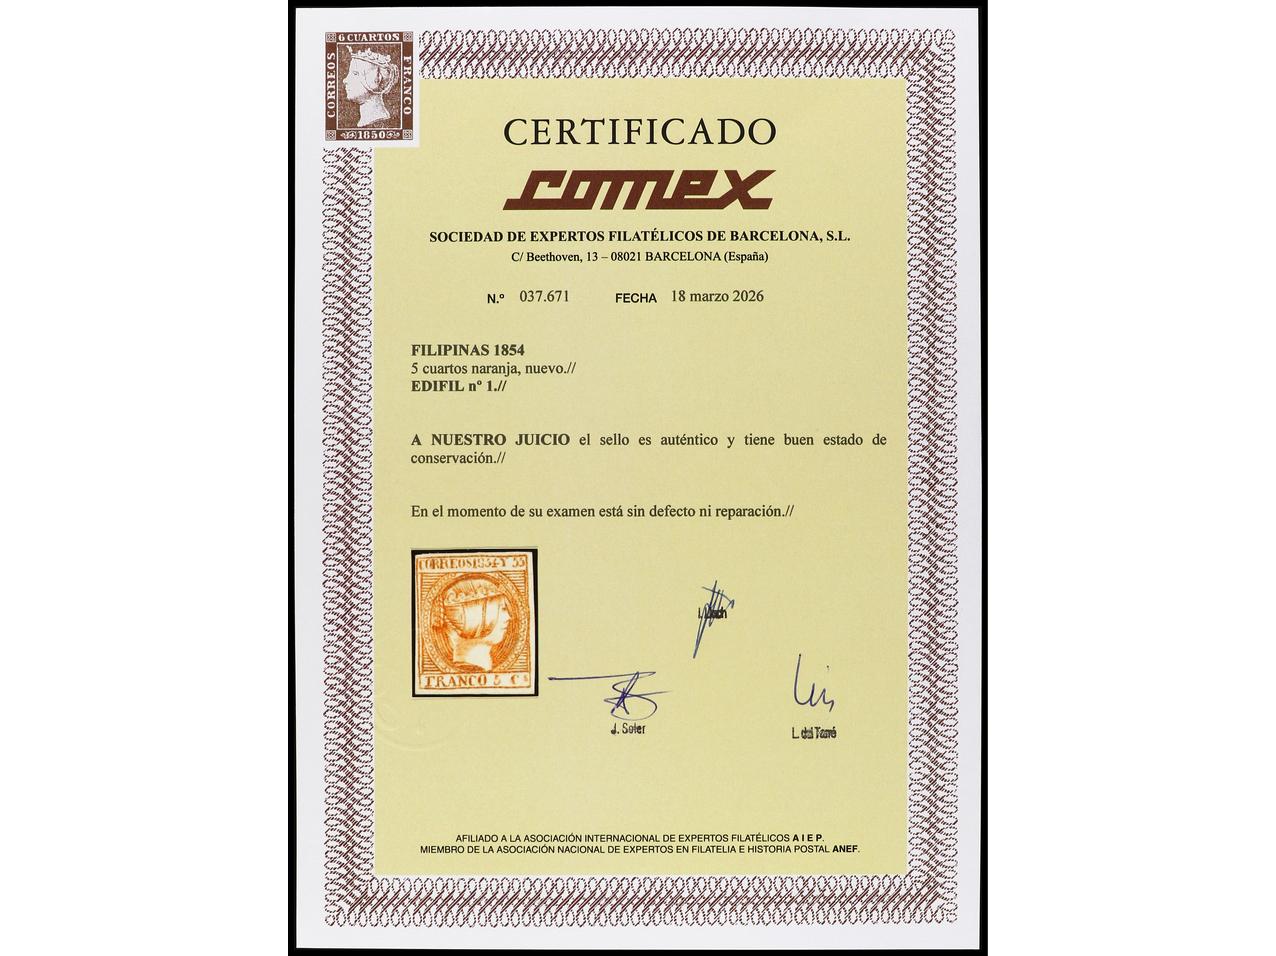 6 CUARTOS
CORREOS
FRANCO
1850
CERTIFICADO
comex
SOCIEDAD DE EXPERTOS FILATÉLICOS DE BARCELONA, S.L.
C/ Beethoven, 13 – 08021 BARCELONA (España)
N.º 037.671 FECHA 18 marzo 2026
FILIPINAS 1854
5 cuartos naranja, nuevo.//
EDIFIL nº 1.//
A NUESTRO JUICIO el sello es auténtico y tiene buen estado de
conservación.//
En el momento de su examen está sin defecto ni reparación.//
CORREOS 1854 Y 55
FRANCO 5 Cs
J. Soler
L. del Tarré
AFILIADO A LA ASOCIACIÓN INTERNACIONAL DE EXPERTOS FILATÉLICOS A I E P.
MIEMBRO DE LA ASOCIACIÓN NACIONAL DE EXPERTOS EN FILATELIA E HISTORIA POSTAL ANEF.